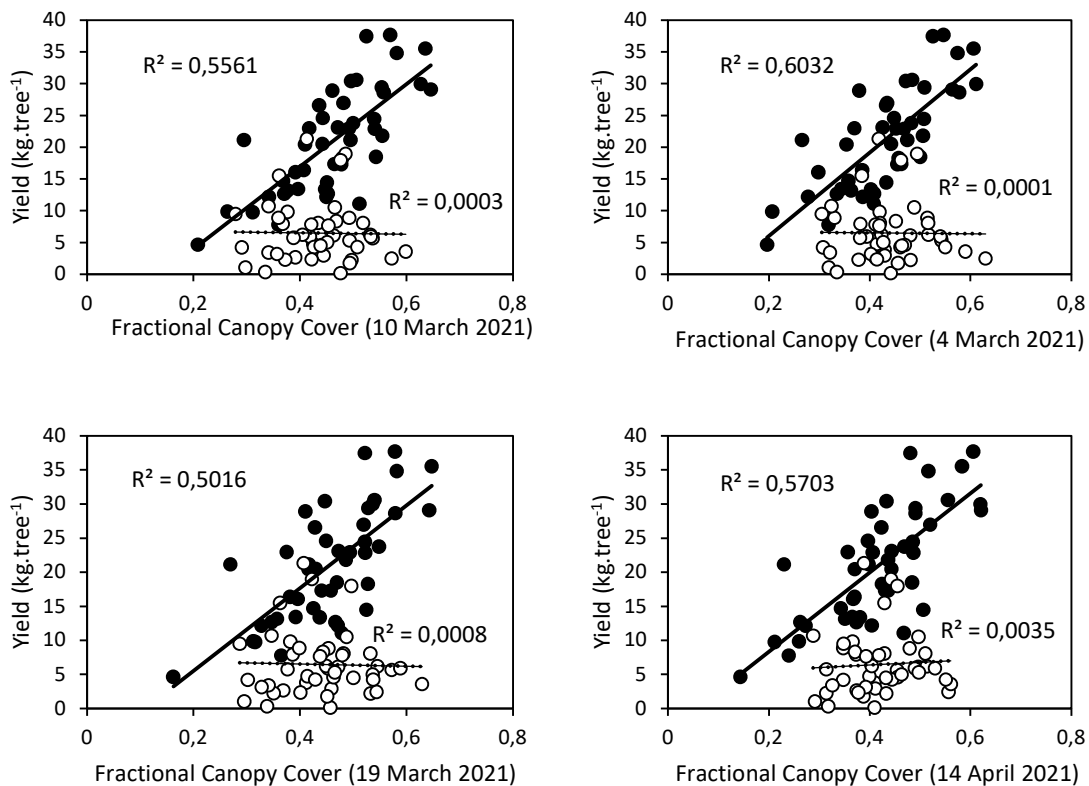 40
35
30
25
20
15
10
5
0
Yield (kg.tree⁻¹)
R² = 0,5561
R² = 0,0003
0 0,2 0,4 0,6 0,8
Fractional Canopy Cover (10 March 2021)
40
35
30
25
20
15
10
5
0
Yield (kg.tree⁻¹)
R² = 0,6032
R² = 0,0001
0 0,2 0,4 0,6 0,8
Fractional Canopy Cover (4 March 2021)
40
35
30
25
20
15
10
5
0
Yield (kg.tree⁻¹)
R² = 0,5016
R² = 0,0008
0 0,2 0,4 0,6 0,8
Fractional Canopy Cover (19 March 2021)
40
35
30
25
20
15
10
5
0
Yield (kg.tree⁻¹)
R² = 0,5703
R² = 0,0035
0 0,2 0,4 0,6 0,8
Fractional Canopy Cover (14 April 2021)